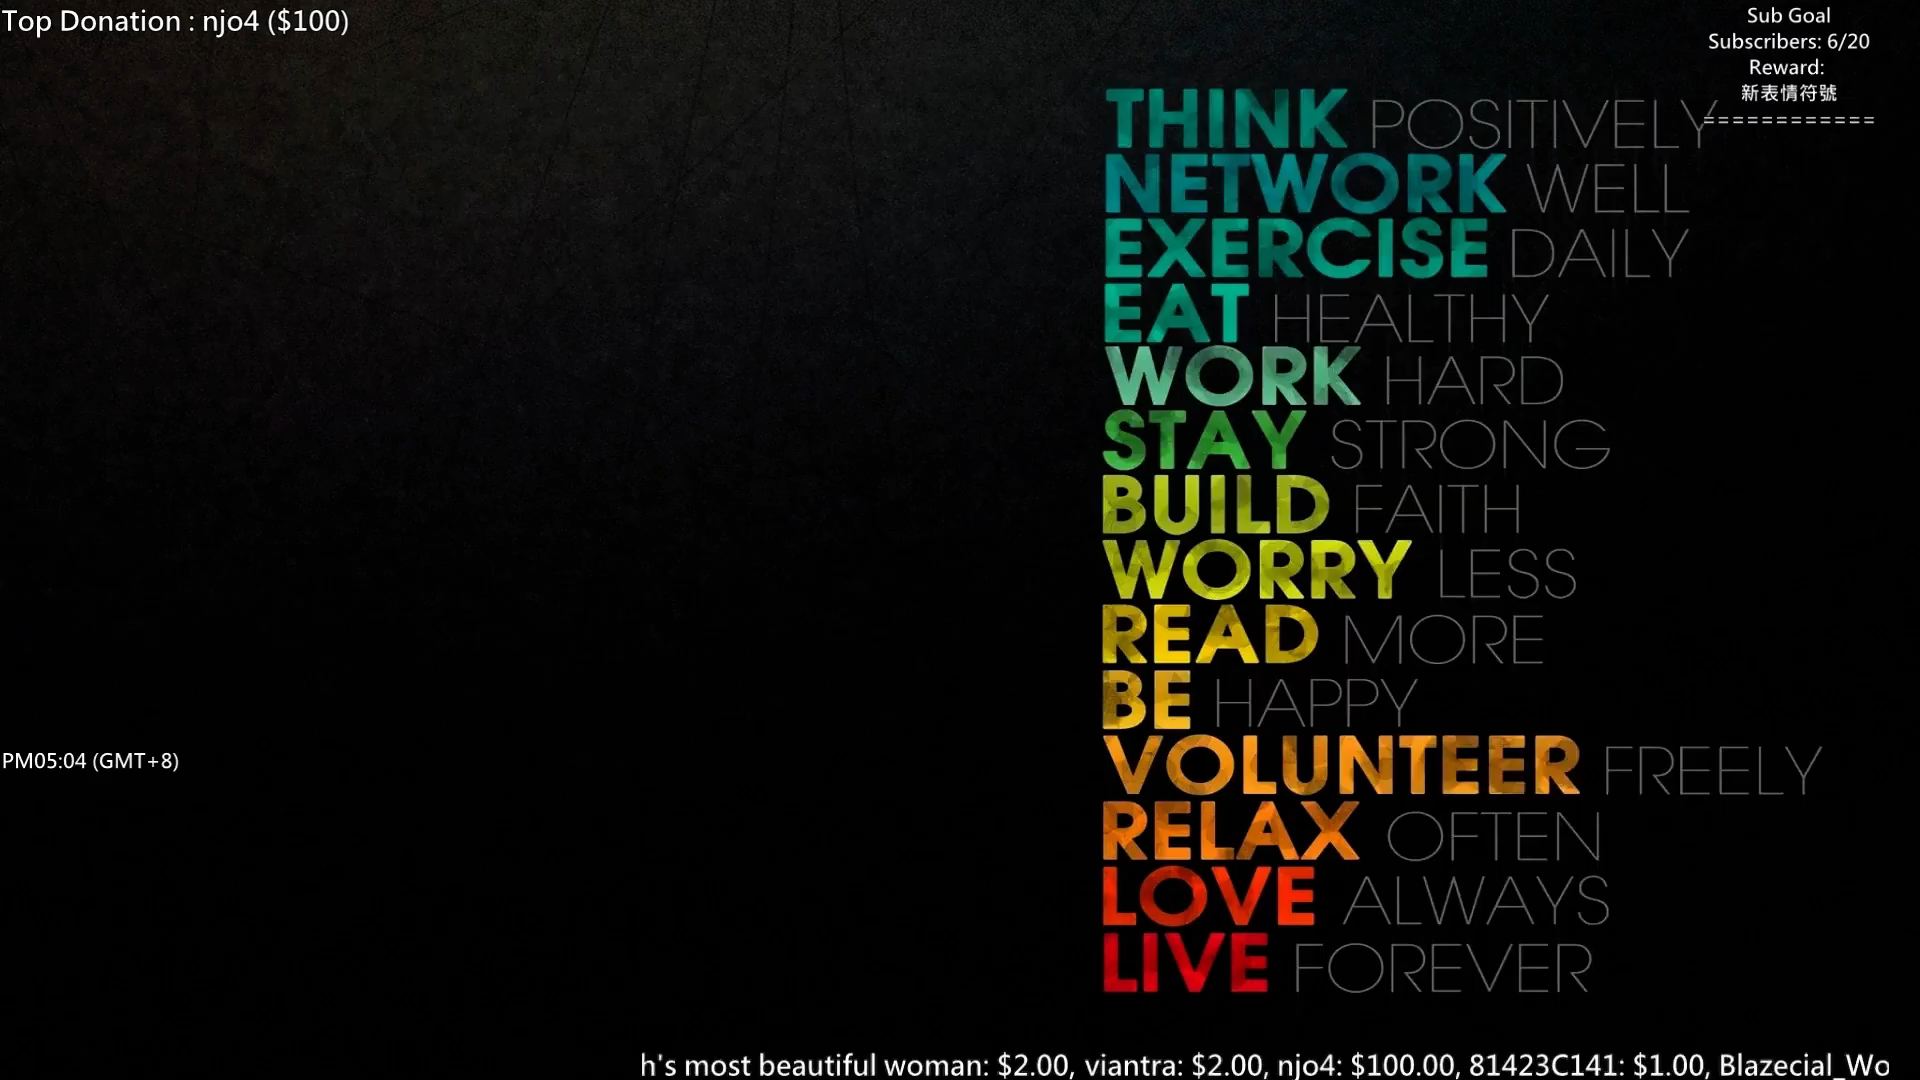 Top Donation : njo4 ($100)
Sub Goal
Subscribers: 6/20
Reward:
新表情符號
============
THINK POSITIVELY
NETWORK WELL
EXERCISE DAILY
EAT HEALTHY
WORK HARD
STAY STRONG
BUILD FAITH
WORRY LESS
READ MORE
BE HAPPY
VOLUNTEER FREELY
PM05:04 (GMT+8)
RELAX OFTEN
LOVE ALWAYS
LIVE FOREVER
h's most beautiful woman: $2.00, viantra: $2.00, njo4: $100.00, 81423C141: $1.00, Blazecial_Wo